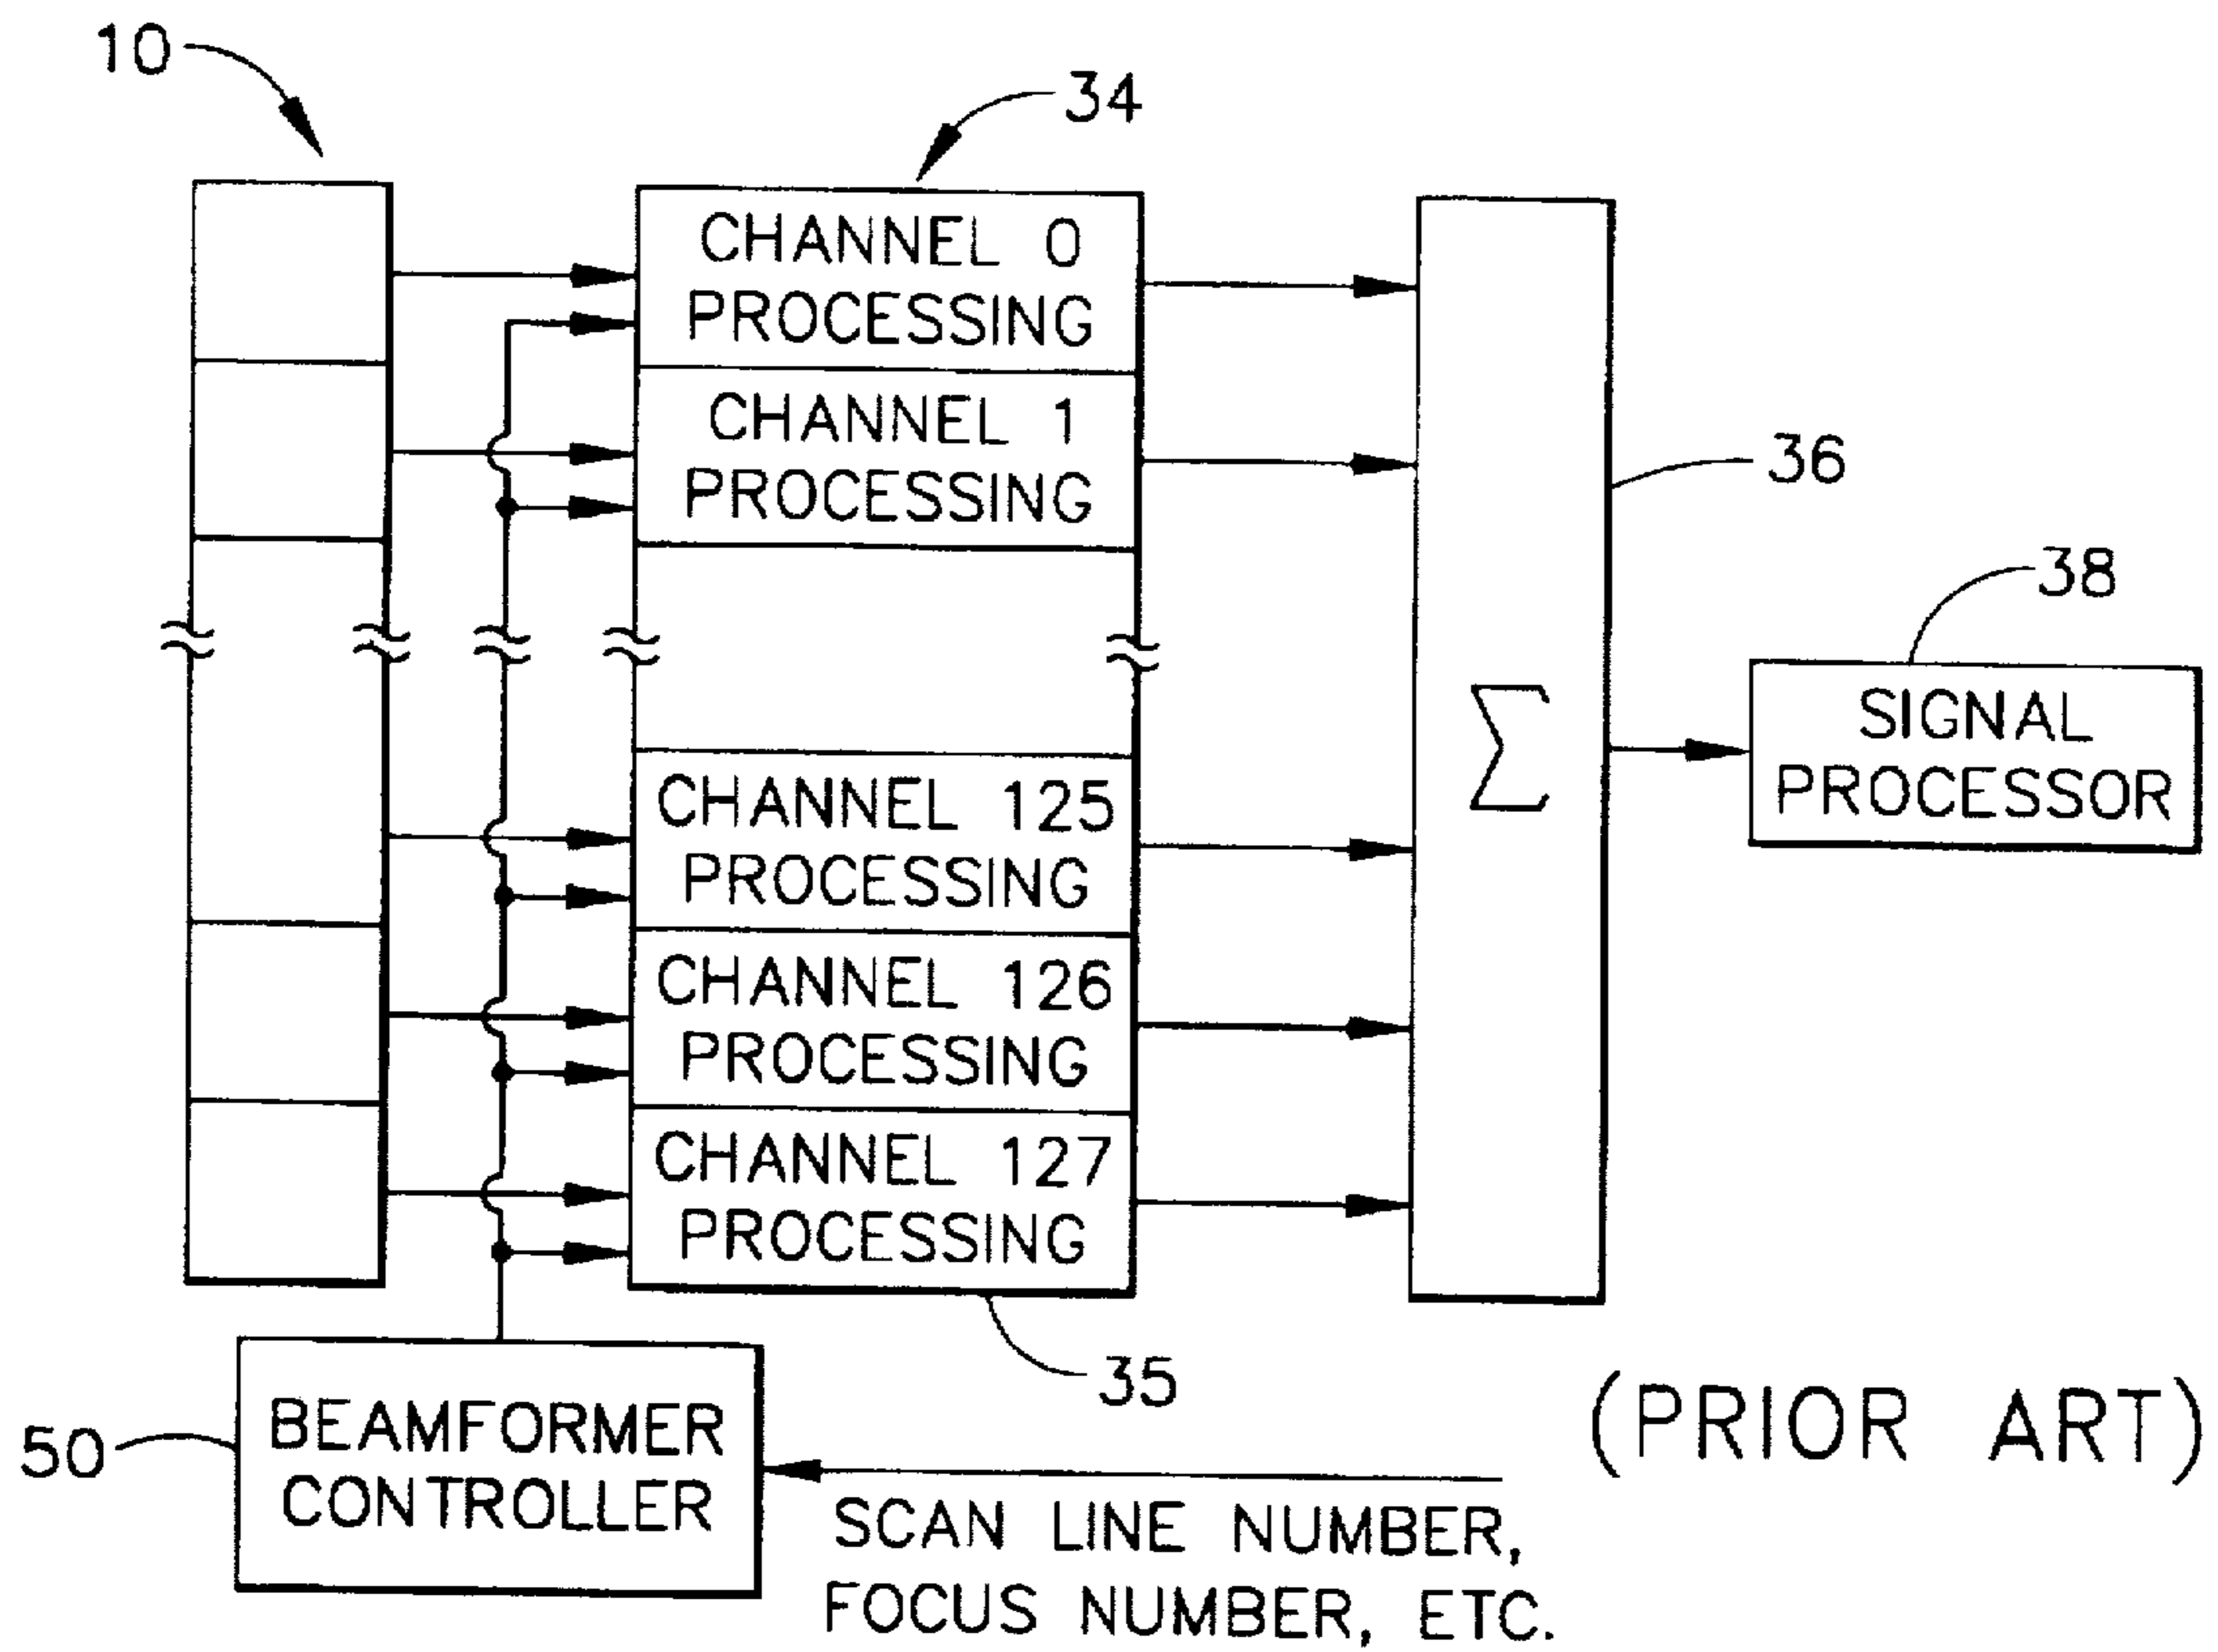 10
34
CHANNEL 0
PROCESSING
CHANNEL 1
PROCESSING
36
38
Σ
SIGNAL
PROCESSOR
CHANNEL 125
PROCESSING
CHANNEL 126
PROCESSING
CHANNEL 127
PROCESSING
35
50
BEAMFORMER
CONTROLLER
(PRIOR ART)
SCAN LINE NUMBER,
FOCUS NUMBER, ETC.